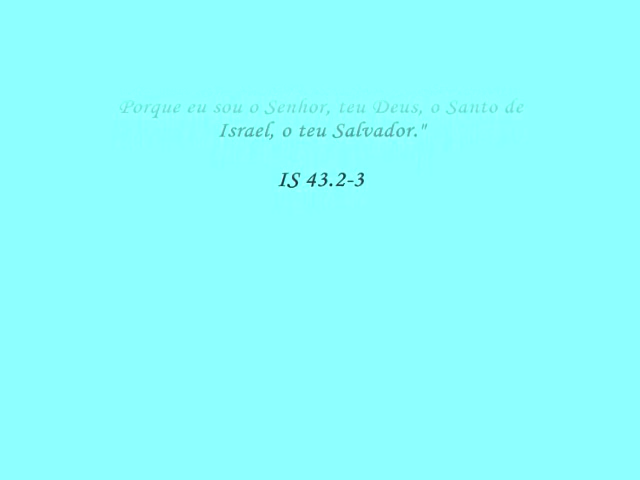 Porque eu sou o Senhor, teu Deus, o Santo de
Israel, o teu Salvador."
IS 43.2-3